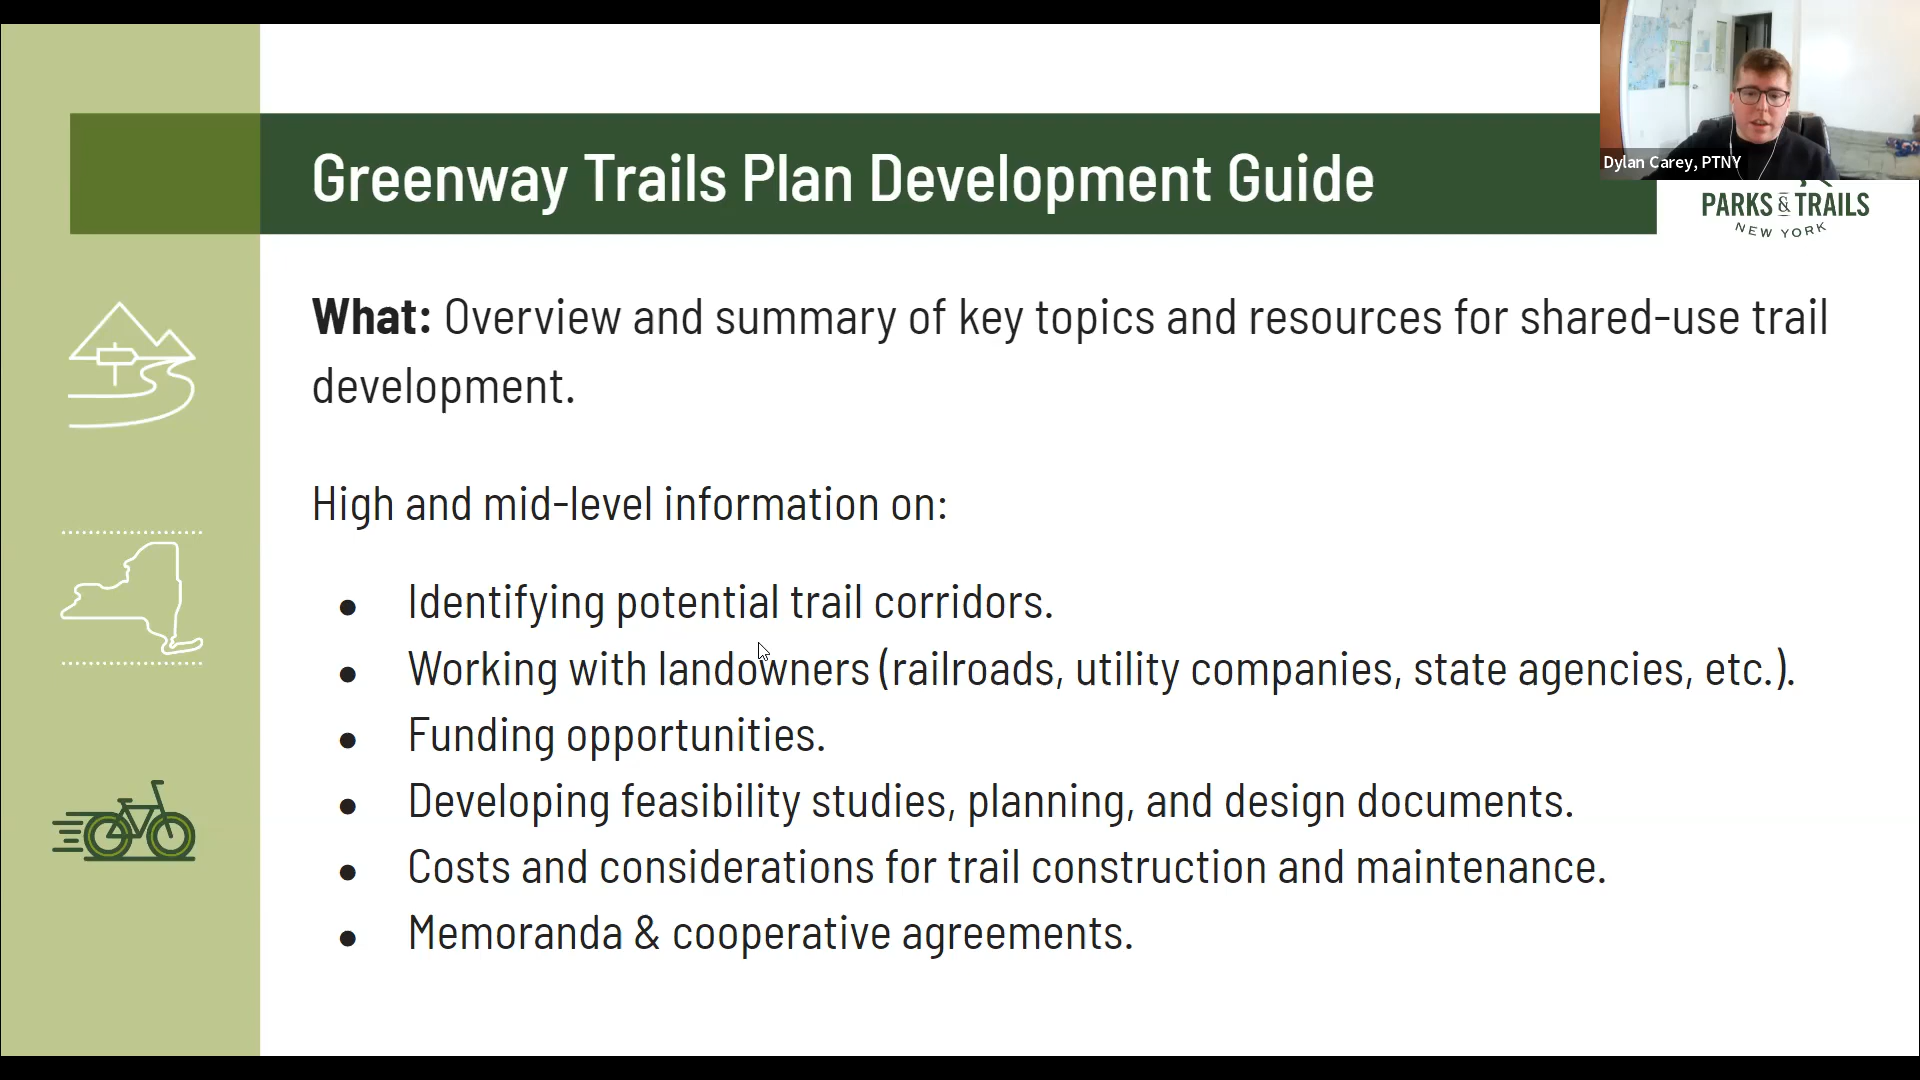 Greenway Trails Plan Development Guide
Dylan Carey, PTNY
PARKS & TRAILS
NEW YORK
What: Overview and summary of key topics and resources for shared-use trail
development.
High and mid-level information on:
● Identifying potential trail corridors.
● Working with landowners (railroads, utility companies, state agencies, etc.).
● Funding opportunities.
● Developing feasibility studies, planning, and design documents.
● Costs and considerations for trail construction and maintenance.
● Memoranda & cooperative agreements.